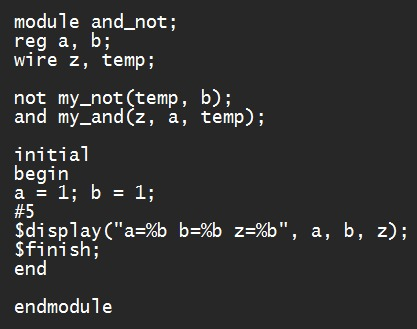 module and_not;
reg a, b;
wire z, temp;
not my_not(temp, b);
and my_and(z, a, temp);
initial
begin
a = 1; b = 1;
#5
$display("a=%b b=%b z=%b", a, b, z);
$finish;
end
endmodule